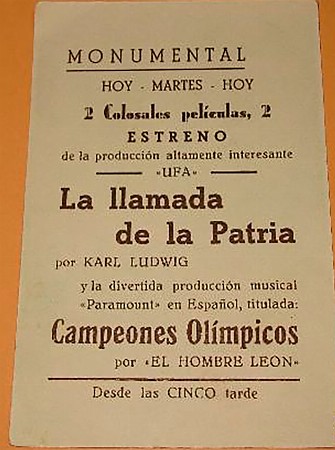 MONUMENTAL
HOY - MARTES - HOY
2 Colosales películas, 2
ESTRENO
de la producción altamente interesante
«UFA»
La llamada
de la Patria
por KARL LUDWIG
y la divertida producción musical
«Paramount» en Español, titulada:
Campeones Olímpicos
por «EL HOMBRE LEON»
Desde las CINCO tarde